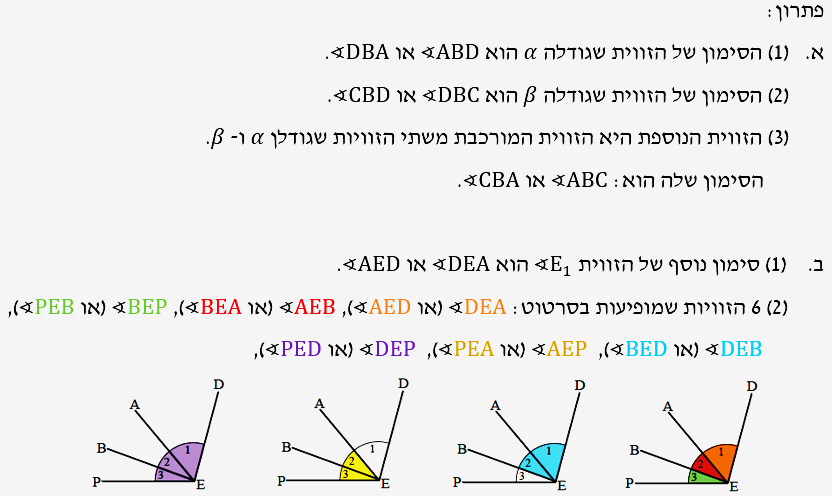 פתרון:
א. (1) הסימון של הזווית שגודלה α הוא ∢ABD או ∢DBA.
(2) הסימון של הזווית שגודלה β הוא ∢DBC או ∢CBD.
(3) הזווית הנוספת היא הזווית המורכבת משתי הזוויות שגודלן α ו- β.
הסימון שלה הוא: ∢ABC או ∢CBA.
ב. (1) סימון נוסף של הזווית ∢E₁ הוא ∢DEA או ∢AED.
(2) 6 הזוויות שמופיעות בסרטוט: ∢DEA (או ∢AED), ∢AEB (או ∢BEA), ∢BEP (או ∢PEB),
∢DEB (או ∢BED), ∢AEP (או ∢PEA) ∢DEP (או ∢PED),
D A B P E 1 2 3
D A B P E 1 2 3
D A B P E 1 2 3
D A B P E 1 2 3